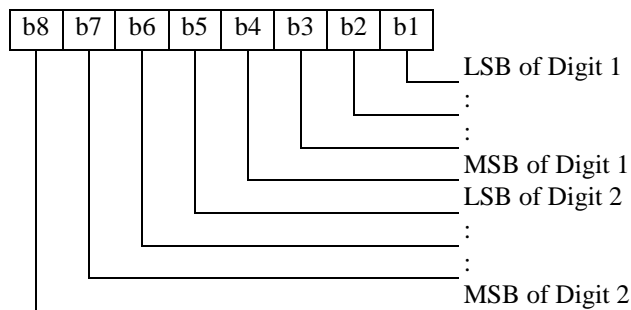 b8 b7 b6 b5 b4 b3 b2 b1
LSB of Digit 1
:
:
MSB of Digit 1
LSB of Digit 2
:
:
MSB of Digit 2